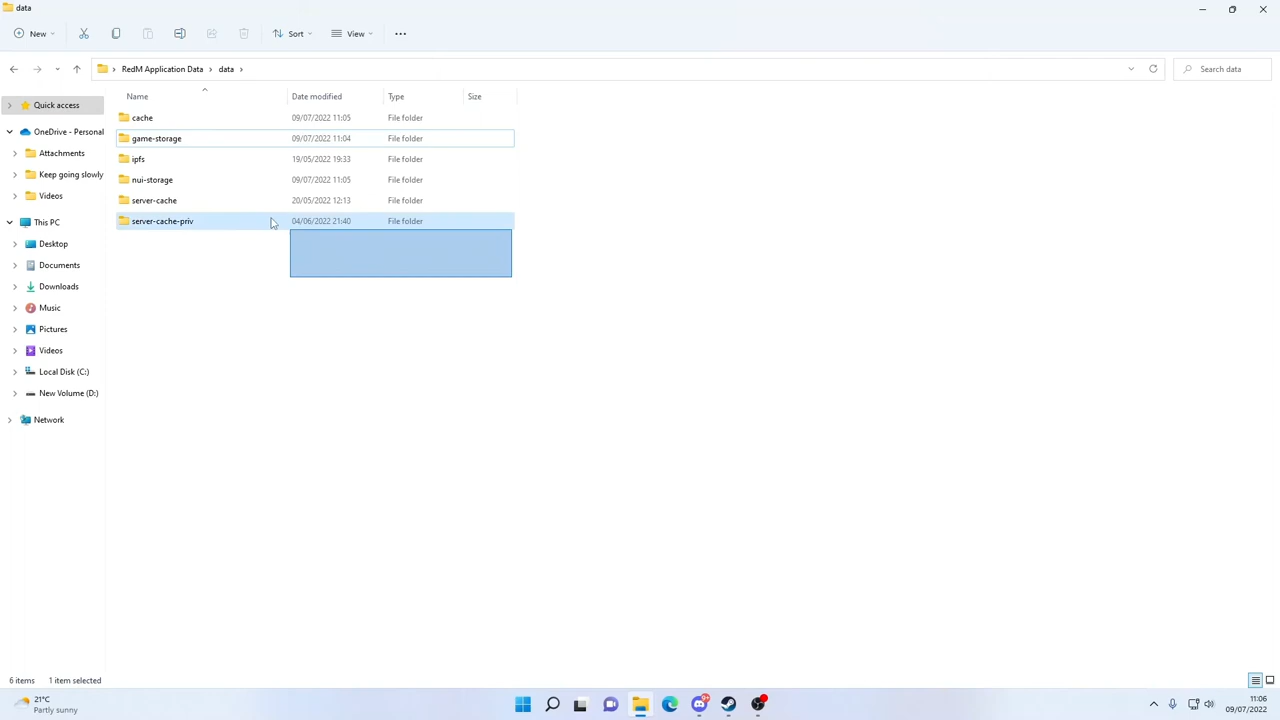 data
New
Sort
View
RedM Application Data
data
Search data
Name
Date modified
Type
Size
Quick access
OneDrive - Personal
Attachments
Keep going slowly
Videos
This PC
Desktop
Documents
Downloads
Music
Pictures
Videos
Local Disk (C:)
New Volume (D:)
Network
cache 09/07/2022 11:05 File folder
game-storage 09/07/2022 11:04 File folder
ipfs 19/05/2022 19:33 File folder
nui-storage 09/07/2022 11:05 File folder
server-cache 20/05/2022 12:13 File folder
server-cache-priv 04/06/2022 21:40 File folder
6 items 1 item selected
21°C
Partly sunny
9+
11:06
09/07/2022